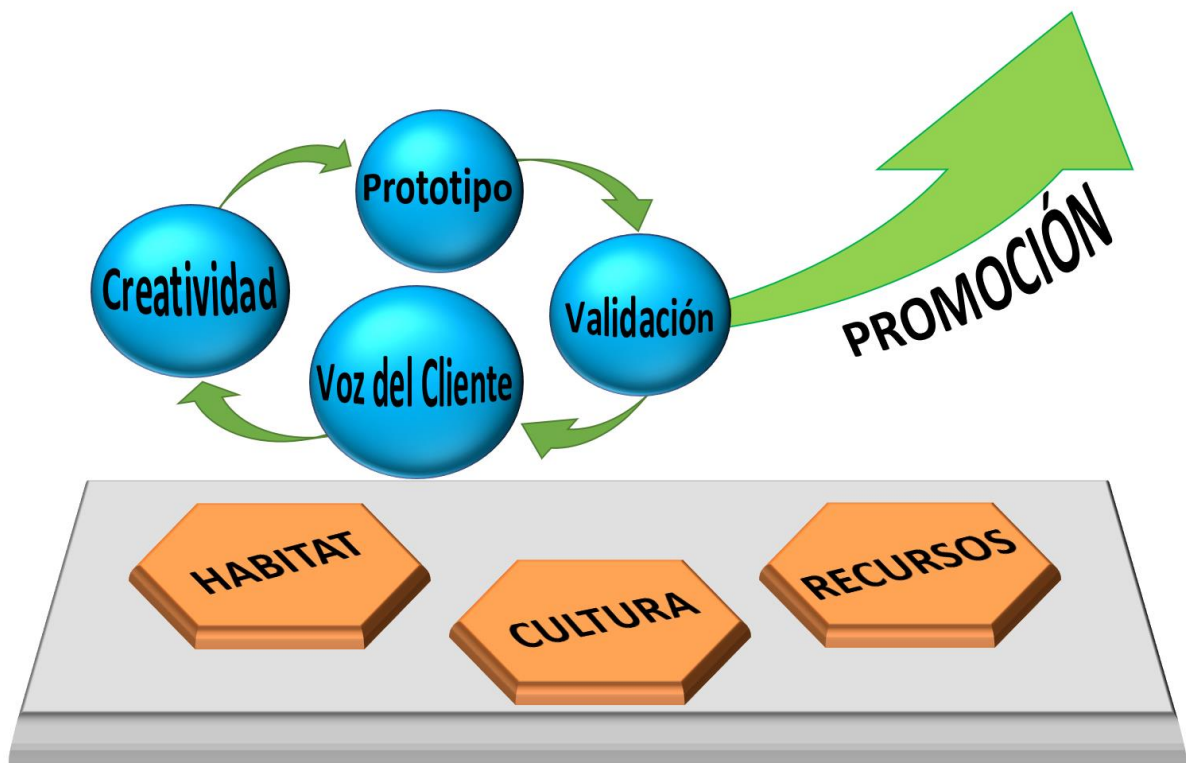 Prototipo
Creatividad
Validación
Voz del Cliente
PROMOCIÓN
HABITAT
CULTURA
RECURSOS